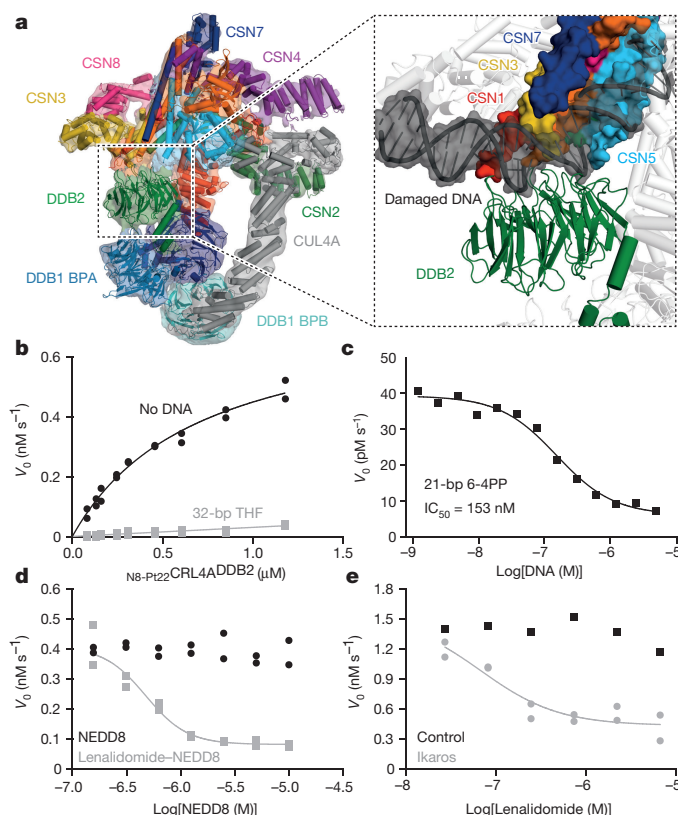 a
CSN7
CSN8
CSN4
CSN3
DDB2
CSN2
CUL4A
DDB1 BPA
DDB1 BPB
CSN7
CSN3
CSN1
CSN5
Damaged DNA
DDB2
b
V0 (nM s−1)
0.6
0.4
0.2
0
No DNA
32-bp THF
0.0 0.5 1.0 1.5
N8-Pt22CRL4ADDB2 (μM)
c
V0 (pM s−1)
50
40
30
20
10
0
21-bp 6-4PP
IC50 = 153 nM
−9 −8 −7 −6 −5
Log[DNA (M)]
d
V0 (nM s−1)
0.6
0.5
0.4
0.3
0.2
0.1
0
NEDD8
Lenalidomide–NEDD8
−7.0 −6.5 −6.0 −5.5 −5.0 −4.5
Log[NEDD8 (M)]
e
V0 (nM s−1)
1.8
1.5
1.2
0.9
0.6
0.3
0
Control
Ikaros
−8 −7 −6 −5
Log[Lenalidomide (M)]